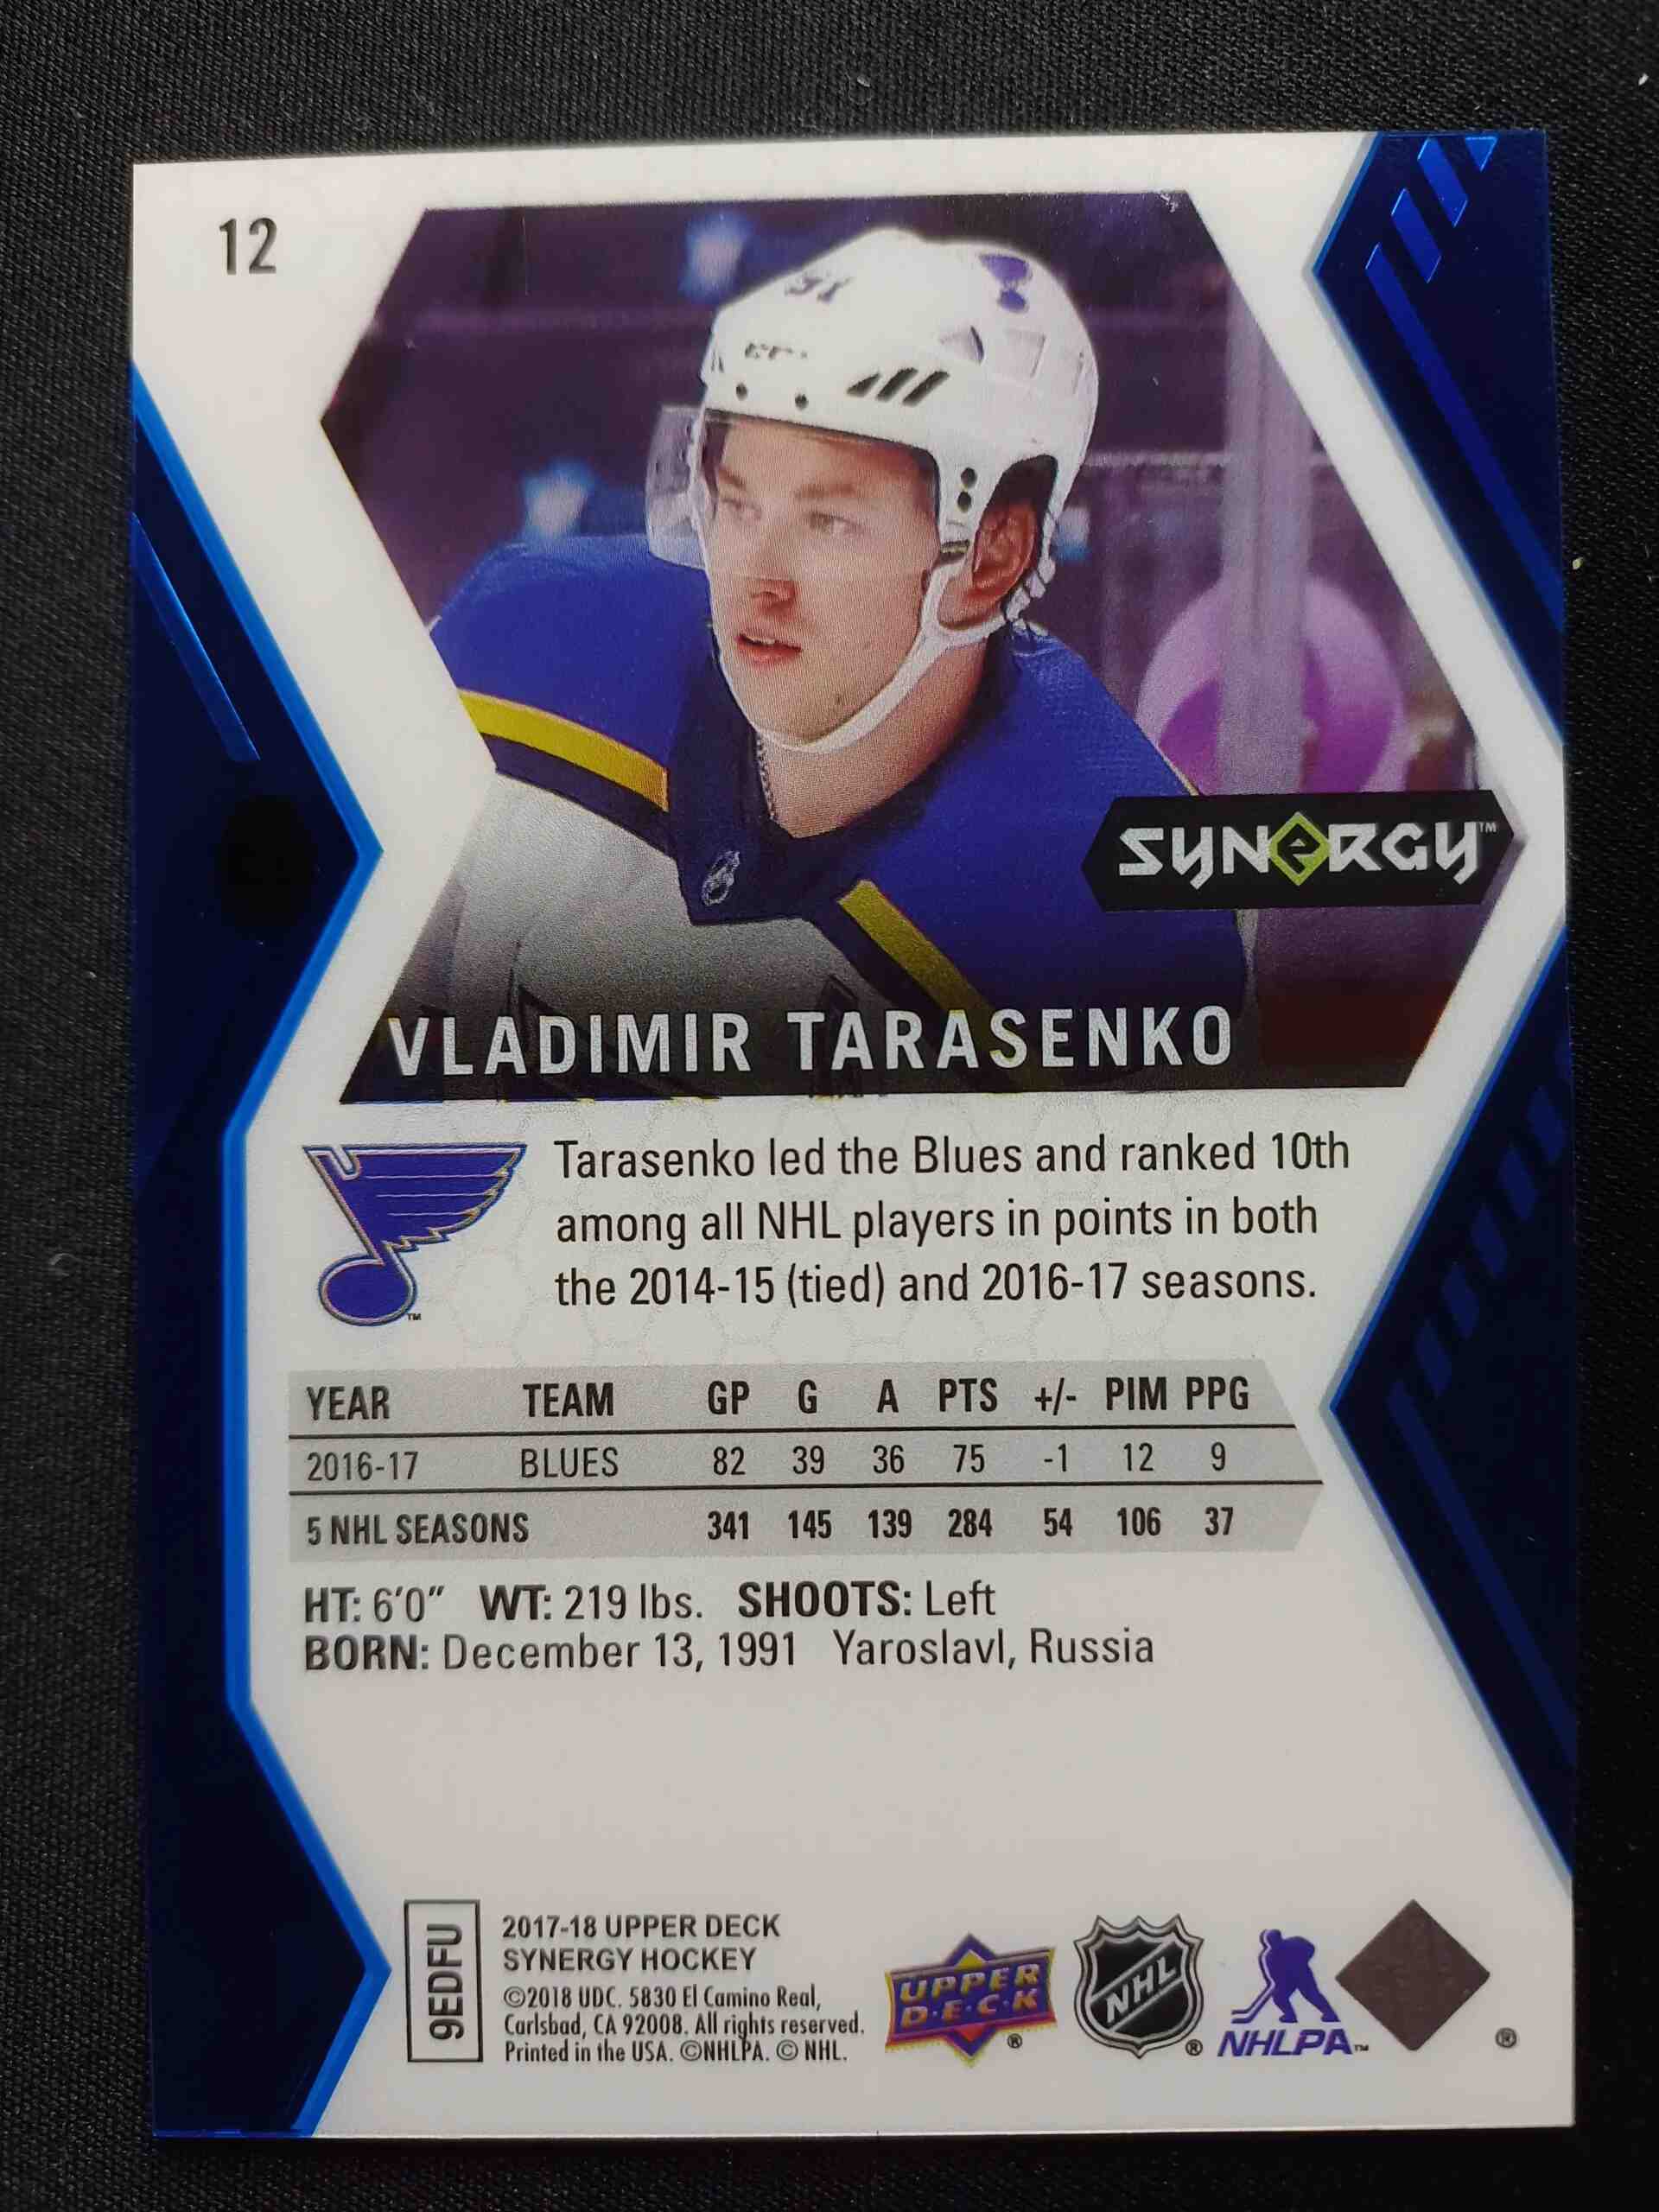 12
91
SYNERGY™
VLADIMIR TARASENKO
Tarasenko led the Blues and ranked 10th
among all NHL players in points in both
the 2014-15 (tied) and 2016-17 seasons.
™
YEAR TEAM GP G A PTS +/- PIM PPG
2016-17 BLUES 82 39 36 75 -1 12 9
5 NHL SEASONS 341 145 139 284 54 106 37
HT: 6'0" WT: 219 lbs. SHOOTS: Left
BORN: December 13, 1991 Yaroslavl, Russia
9EDFU
2017-18 UPPER DECK
SYNERGY HOCKEY
©2018 UDC. 5830 El Camino Real,
Carlsbad, CA 92008. All rights reserved.
Printed in the USA. ©NHLPA. © NHL.
UPPER
D·E·C·K
®
NHL
®
NHLPA™
®